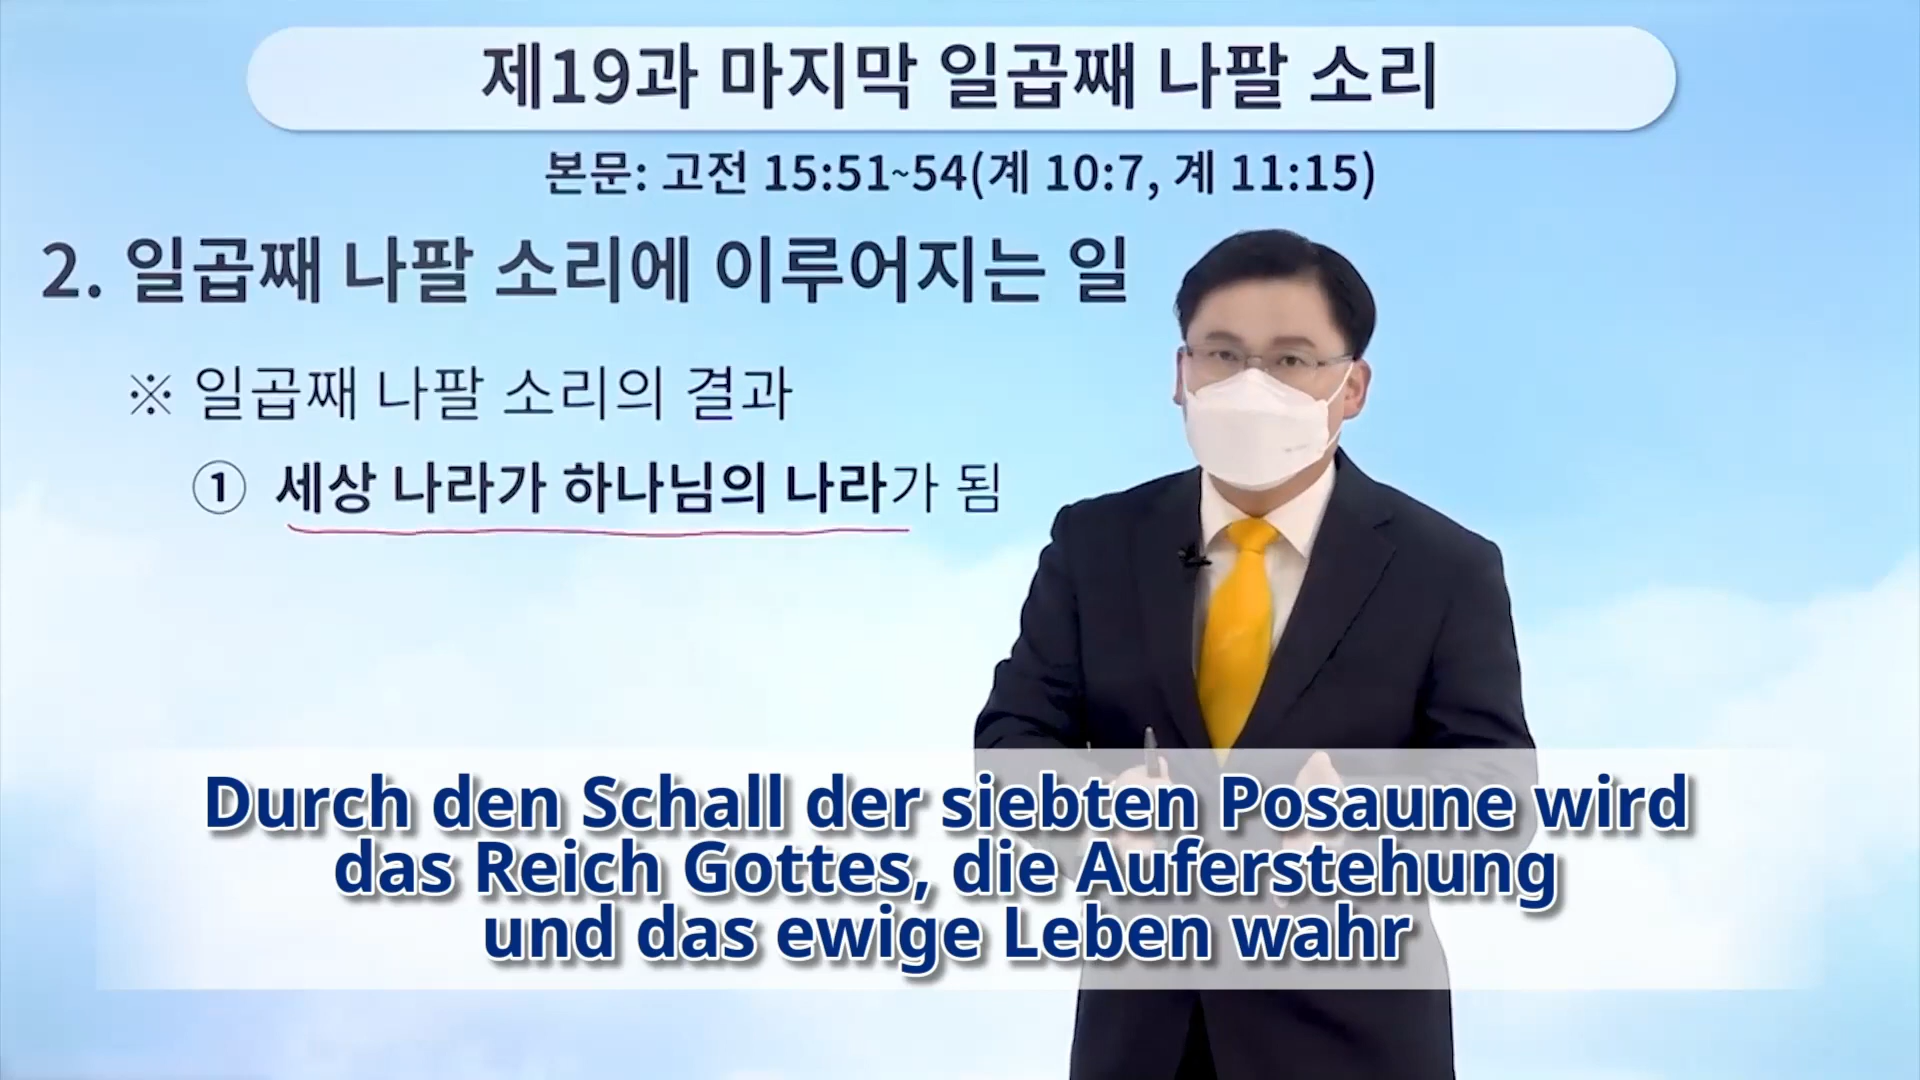 제19과 마지막 일곱째 나팔 소리
본문: 고전 15:51~54(계 10:7, 계 11:15)
2. 일곱째 나팔 소리에 이루어지는 일
※ 일곱째 나팔 소리의 결과
① 세상 나라가 하나님의 나라가 됨
Durch den Schall der siebten Posaune wird
das Reich Gottes, die Auferstehung
und das ewige Leben wahr